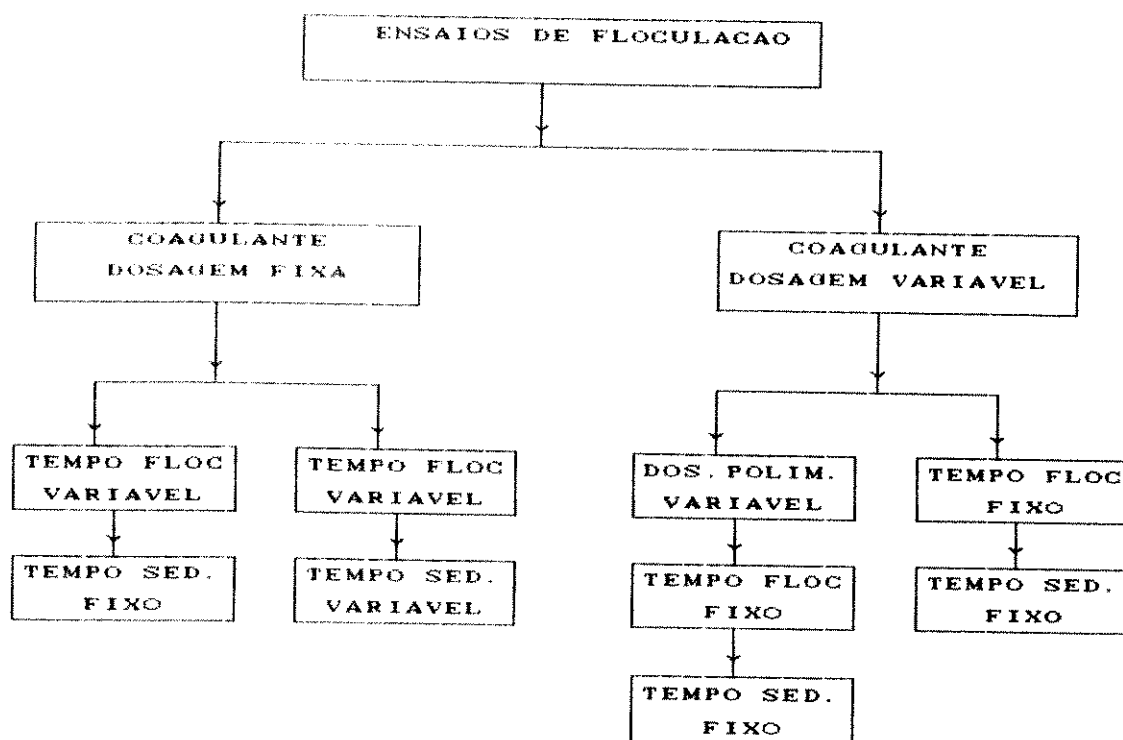 ENSAIOS DE FLOCULACAO
COAGULANTE
DOSAGEM FIXA
COAGULANTE
DOSAGEM VARIAVEL
TEMPO FLOC
VARIAVEL
TEMPO FLOC
VARIAVEL
DOS. POLIM.
VARIAVEL
TEMPO FLOC
FIXO
TEMPO SED.
FIXO
TEMPO SED.
VARIAVEL
TEMPO FLOC
FIXO
TEMPO SED.
FIXO
TEMPO SED.
FIXO